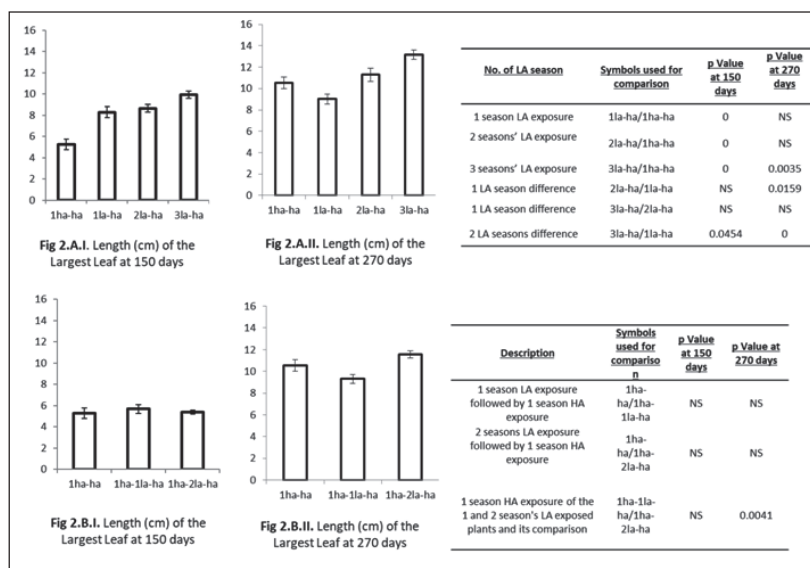 16
14
12
10
8
6
4
2
0
1ha-ha 1la-ha 2la-ha 3la-ha
Fig 2.A.I. Length (cm) of the
Largest Leaf at 150 days
16
14
12
10
8
6
4
2
0
1ha-ha 1la-ha 2la-ha 3la-ha
Fig 2.A.II. Length (cm) of the
Largest Leaf at 270 days
No. of LA season Symbols used for comparison p Value at 150 days p Value at 270 days
1 season LA exposure 1la-ha/1ha-ha 0 NS
2 seasons' LA exposure 2la-ha/1ha-ha 0 NS
3 seasons' LA exposure 3la-ha/1ha-ha 0 0.0035
1 LA season difference 2la-ha/1la-ha NS 0.0159
1 LA season difference 3la-ha/2la-ha NS NS
2 LA seasons difference 3la-ha/1la-ha 0.0454 0
16
14
12
10
8
6
4
2
0
1ha-ha 1ha-1la-ha 1ha-2la-ha
Fig 2.B.I. Length (cm) of the
Largest Leaf at 150 days
16
14
12
10
8
6
4
2
0
1ha-ha 1ha-1la-ha 1ha-2la-ha
Fig 2.B.II. Length (cm) of the
Largest Leaf at 270 days
Description Symbols used for compariso n p Value at 150 days p Value at 270 days
1 season LA exposure followed by 1 season HA exposure 1ha-ha/1ha-1la-ha NS NS
2 seasons LA exposure followed by 1 season HA exposure 1ha-ha/1ha-2la-ha NS NS
1 season HA exposure of the 1 and 2 season's LA exposed plants and its comparison 1ha-1la-ha/1ha-2la-ha NS 0.0041